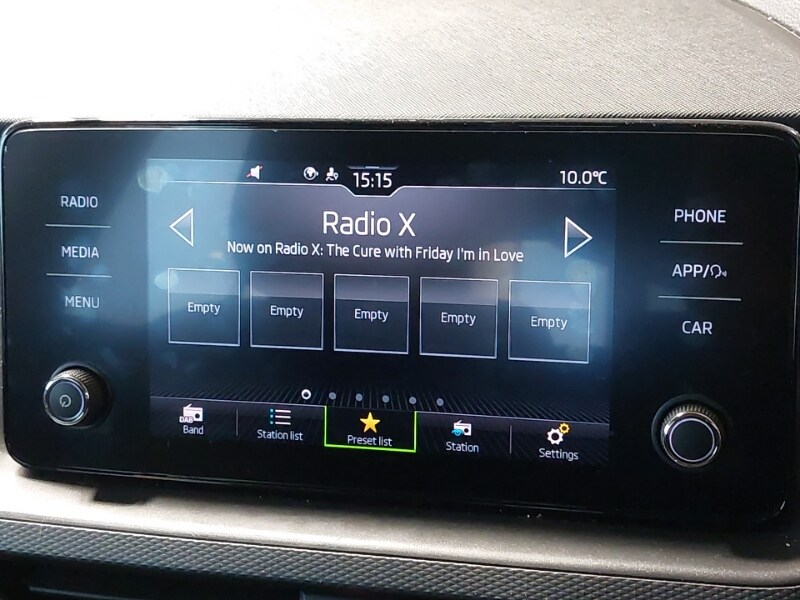 15:15
10.0°C
RADIO
MEDIA
MENU
Radio X
Now on Radio X: The Cure with Friday I'm in Love
Empty
Empty
Empty
Empty
Empty
PHONE
APP/
CAR
DAB
Band
Station list
Preset list
Station
Settings